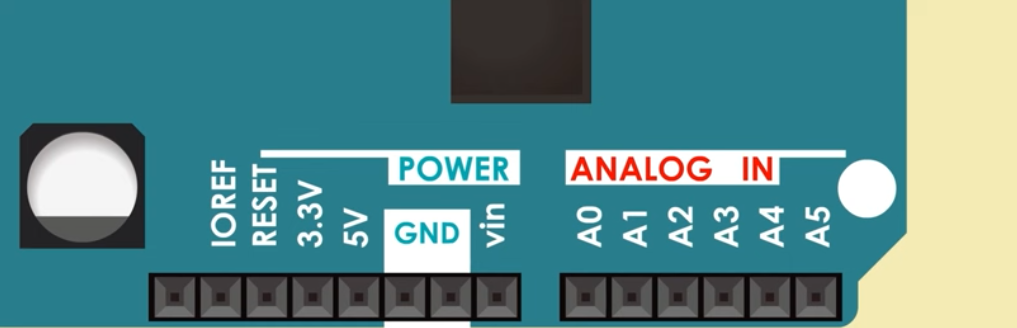 POWER
ANALOG IN
IOREF
RESET
3.3V
5V
GND
vin
A0
A1
A2
A3
A4
A5